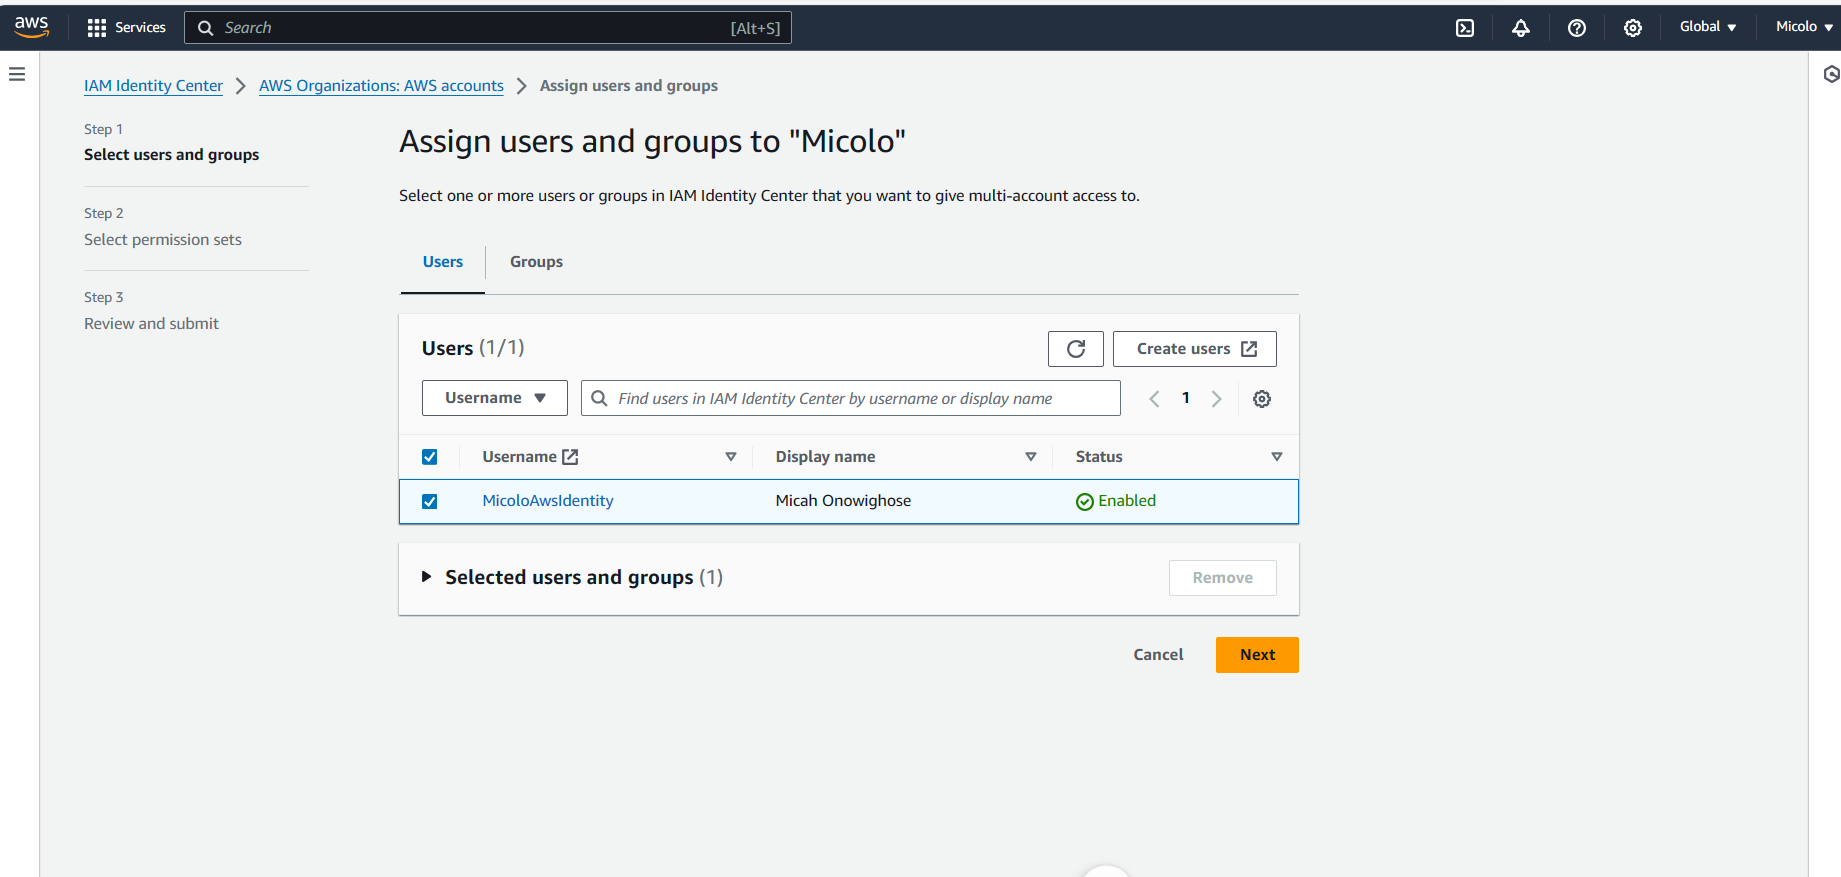 aws
Services
Search
[Alt+S]
Global
Micolo
IAM Identity Center
AWS Organizations: AWS accounts
Assign users and groups
Step 1
Select users and groups
Step 2
Select permission sets
Step 3
Review and submit
Assign users and groups to "Micolo"
Select one or more users or groups in IAM Identity Center that you want to give multi-account access to.
Users
Groups
Users (1/1)
Create users
Username
Find users in IAM Identity Center by username or display name
1
Username
Display name
Status
MicoloAwsIdentity
Micah Onowighose
Enabled
Selected users and groups (1)
Remove
Cancel
Next